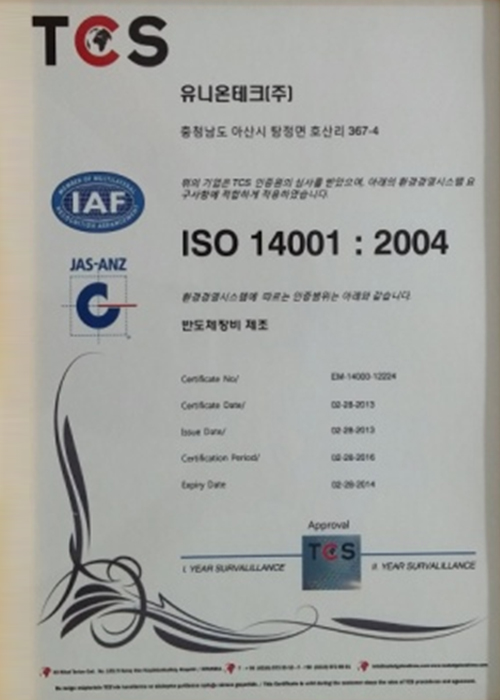 TCS
유니온테크(주)
충청남도 아산시 탕정면 호산리 367-4
MEMBER OF MULTILATERAL
IAF
RECOGNITION ARRANGEMENT
위의 기업은 TCS 인증원의 심사를 받았으며, 아래의 환경경영시스템 요
구사항에 적합하게 적용하였습니다.
ISO 14001 : 2004
JAS-ANZ
환경경영시스템에 따르는 인증범위는 아래와 같습니다.
반도체장비 제조
Certificate No/ EM-14000-12224
Certificate Date/ 02-28-2013
Issue Date/ 02-28-2013
Certification Period/ 02-28-2016
Expiry Date 02-28-2014
Approval
TCS
I. YEAR SURVALILLANCE
II. YEAR SURVALILLANCE